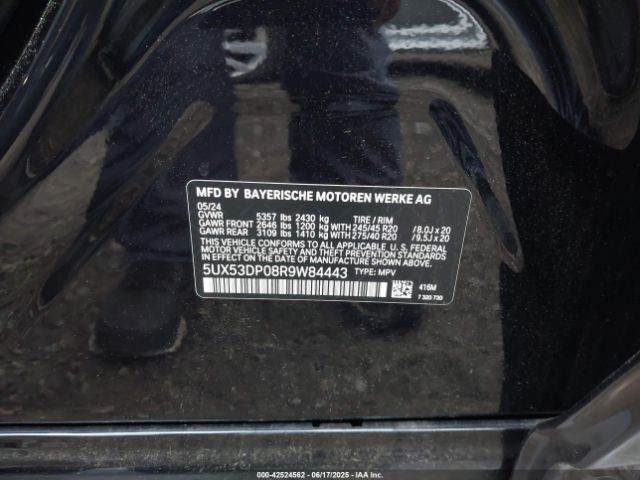 MFD BY BAYERISCHE MOTOREN WERKE AG
05/24
GVWR 5357 lbs 2430 kg TIRE / RIM
GAWR FRONT 2646 lbs 1200 kg WITH 245/45 R20 /8.0J x 20
GAWR REAR 3109 lbs 1410 kg WITH 275/40 R20 /9.5J x 20
THIS VEHICLE CONFORMS TO ALL APPLICABLE FEDERAL MOTOR
VEHICLE SAFETY AND THEFT PREVENTION STANDARDS
IN EFFECT ON THE DATE OF MANUFACTURE SHOWN ABOVE.
5UX53DP08R9W84443 TYPE: MPV
416M
7 320 730
000-42524562 - 06/17/2025 - IAAI.COM